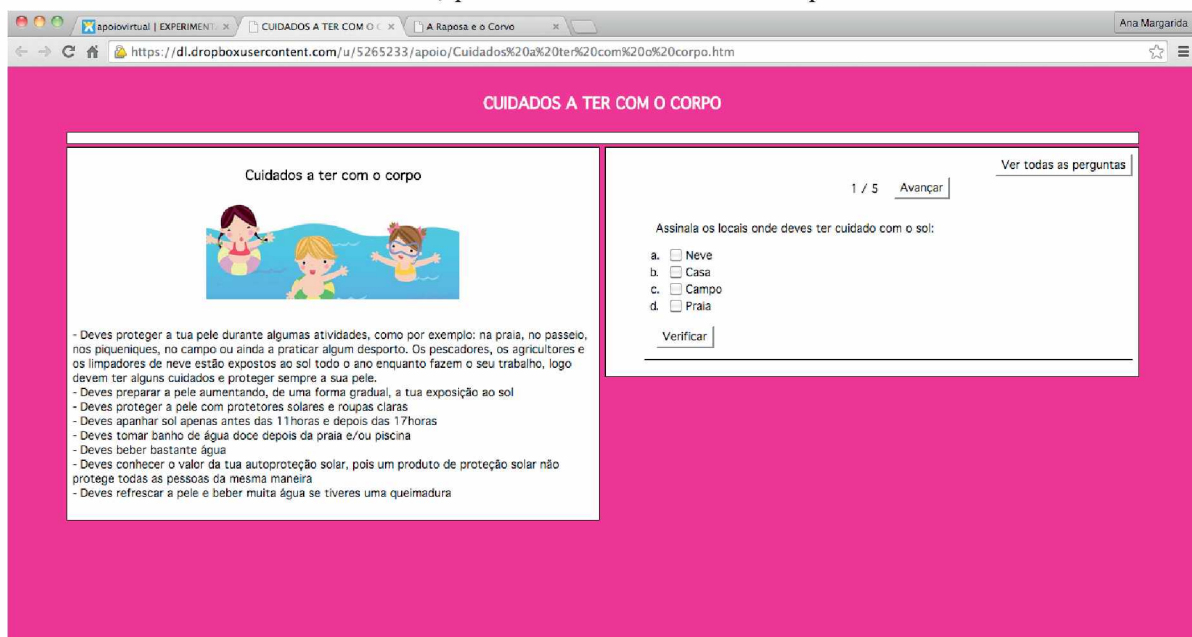 apoiovirtual | EXPERIMENT
CUIDADOS A TER COM O C
A Raposa e o Corvo
Ana Margarida
https://dl.dropboxusercontent.com/u/5265233/apoio/Cuidados%20a%20ter%20com%20o%20corpo.htm
CUIDADOS A TER COM O CORPO
Cuidados a ter com o corpo
- Deves proteger a tua pele durante algumas atividades, como por exemplo: na praia, no passeio,
nos piqueniques, no campo ou ainda a praticar algum desporto. Os pescadores, os agricultores e
os limpadores de neve estão expostos ao sol todo o ano enquanto fazem o seu trabalho, logo
devem ter alguns cuidados e proteger sempre a sua pele.
- Deves preparar a pele aumentando, de uma forma gradual, a tua exposição ao sol
- Deves proteger a pele com protetores solares e roupas claras
- Deves apanhar sol apenas antes das 11horas e depois das 17horas
- Deves tomar banho de água doce depois da praia e/ou piscina
- Deves beber bastante água
- Deves conhecer o valor da tua autoproteção solar, pois um produto de proteção solar não
protege todas as pessoas da mesma maneira
- Deves refrescar a pele e beber muita água se tiveres uma queimadura
Ver todas as perguntas
1 / 5 Avançar
Assinala os locais onde deves ter cuidado com o sol:
a. Neve
b. Casa
c. Campo
d. Praia
Verificar